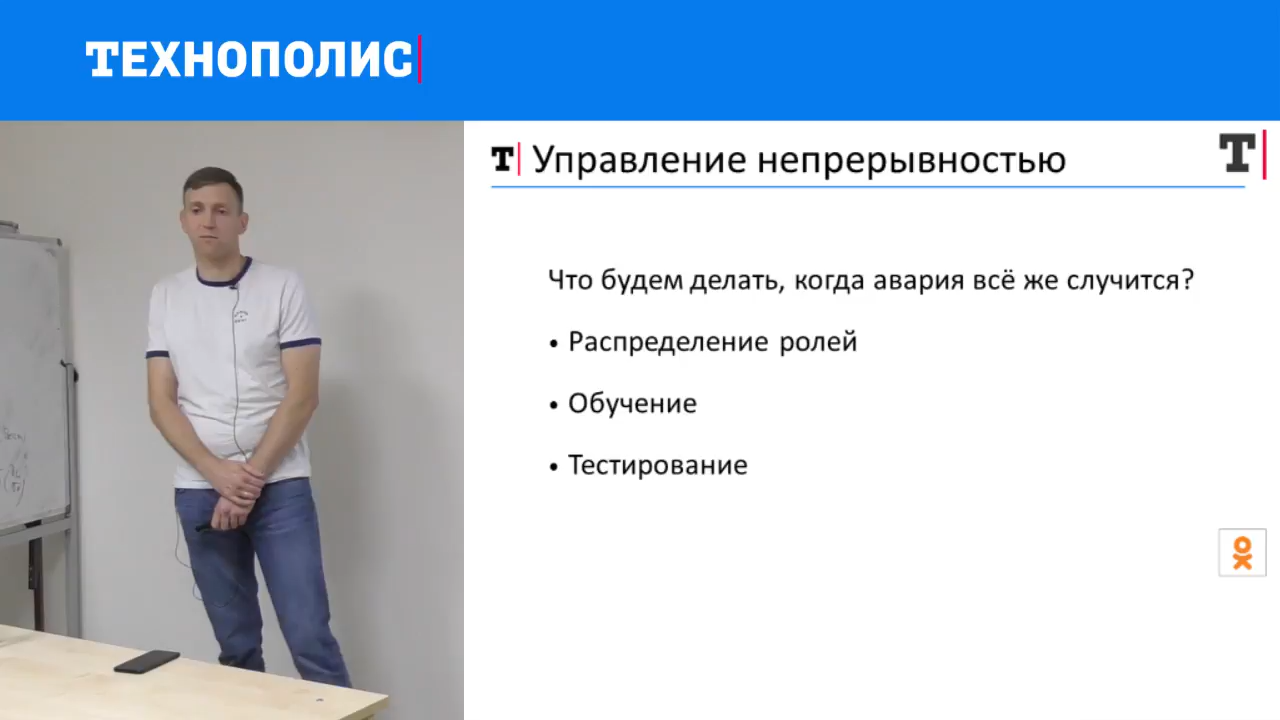 ТЕХНОПОЛИС
Т Управление непрерывностью
Т
Что будем делать, когда авария всё же случится?
• Распределение ролей
• Обучение
• Тестирование